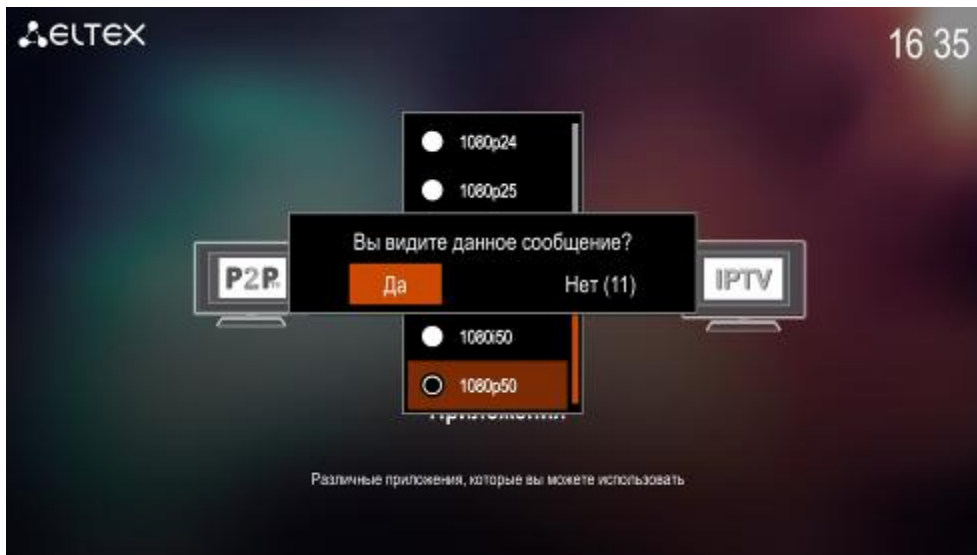 ELTEX
16 35
1080p24
1080p25
Вы видите данное сообщение?
Да
Нет (11)
P2P
IPTV
1080i50
1080p50
Приложения
Различные приложения, которые вы можете использовать